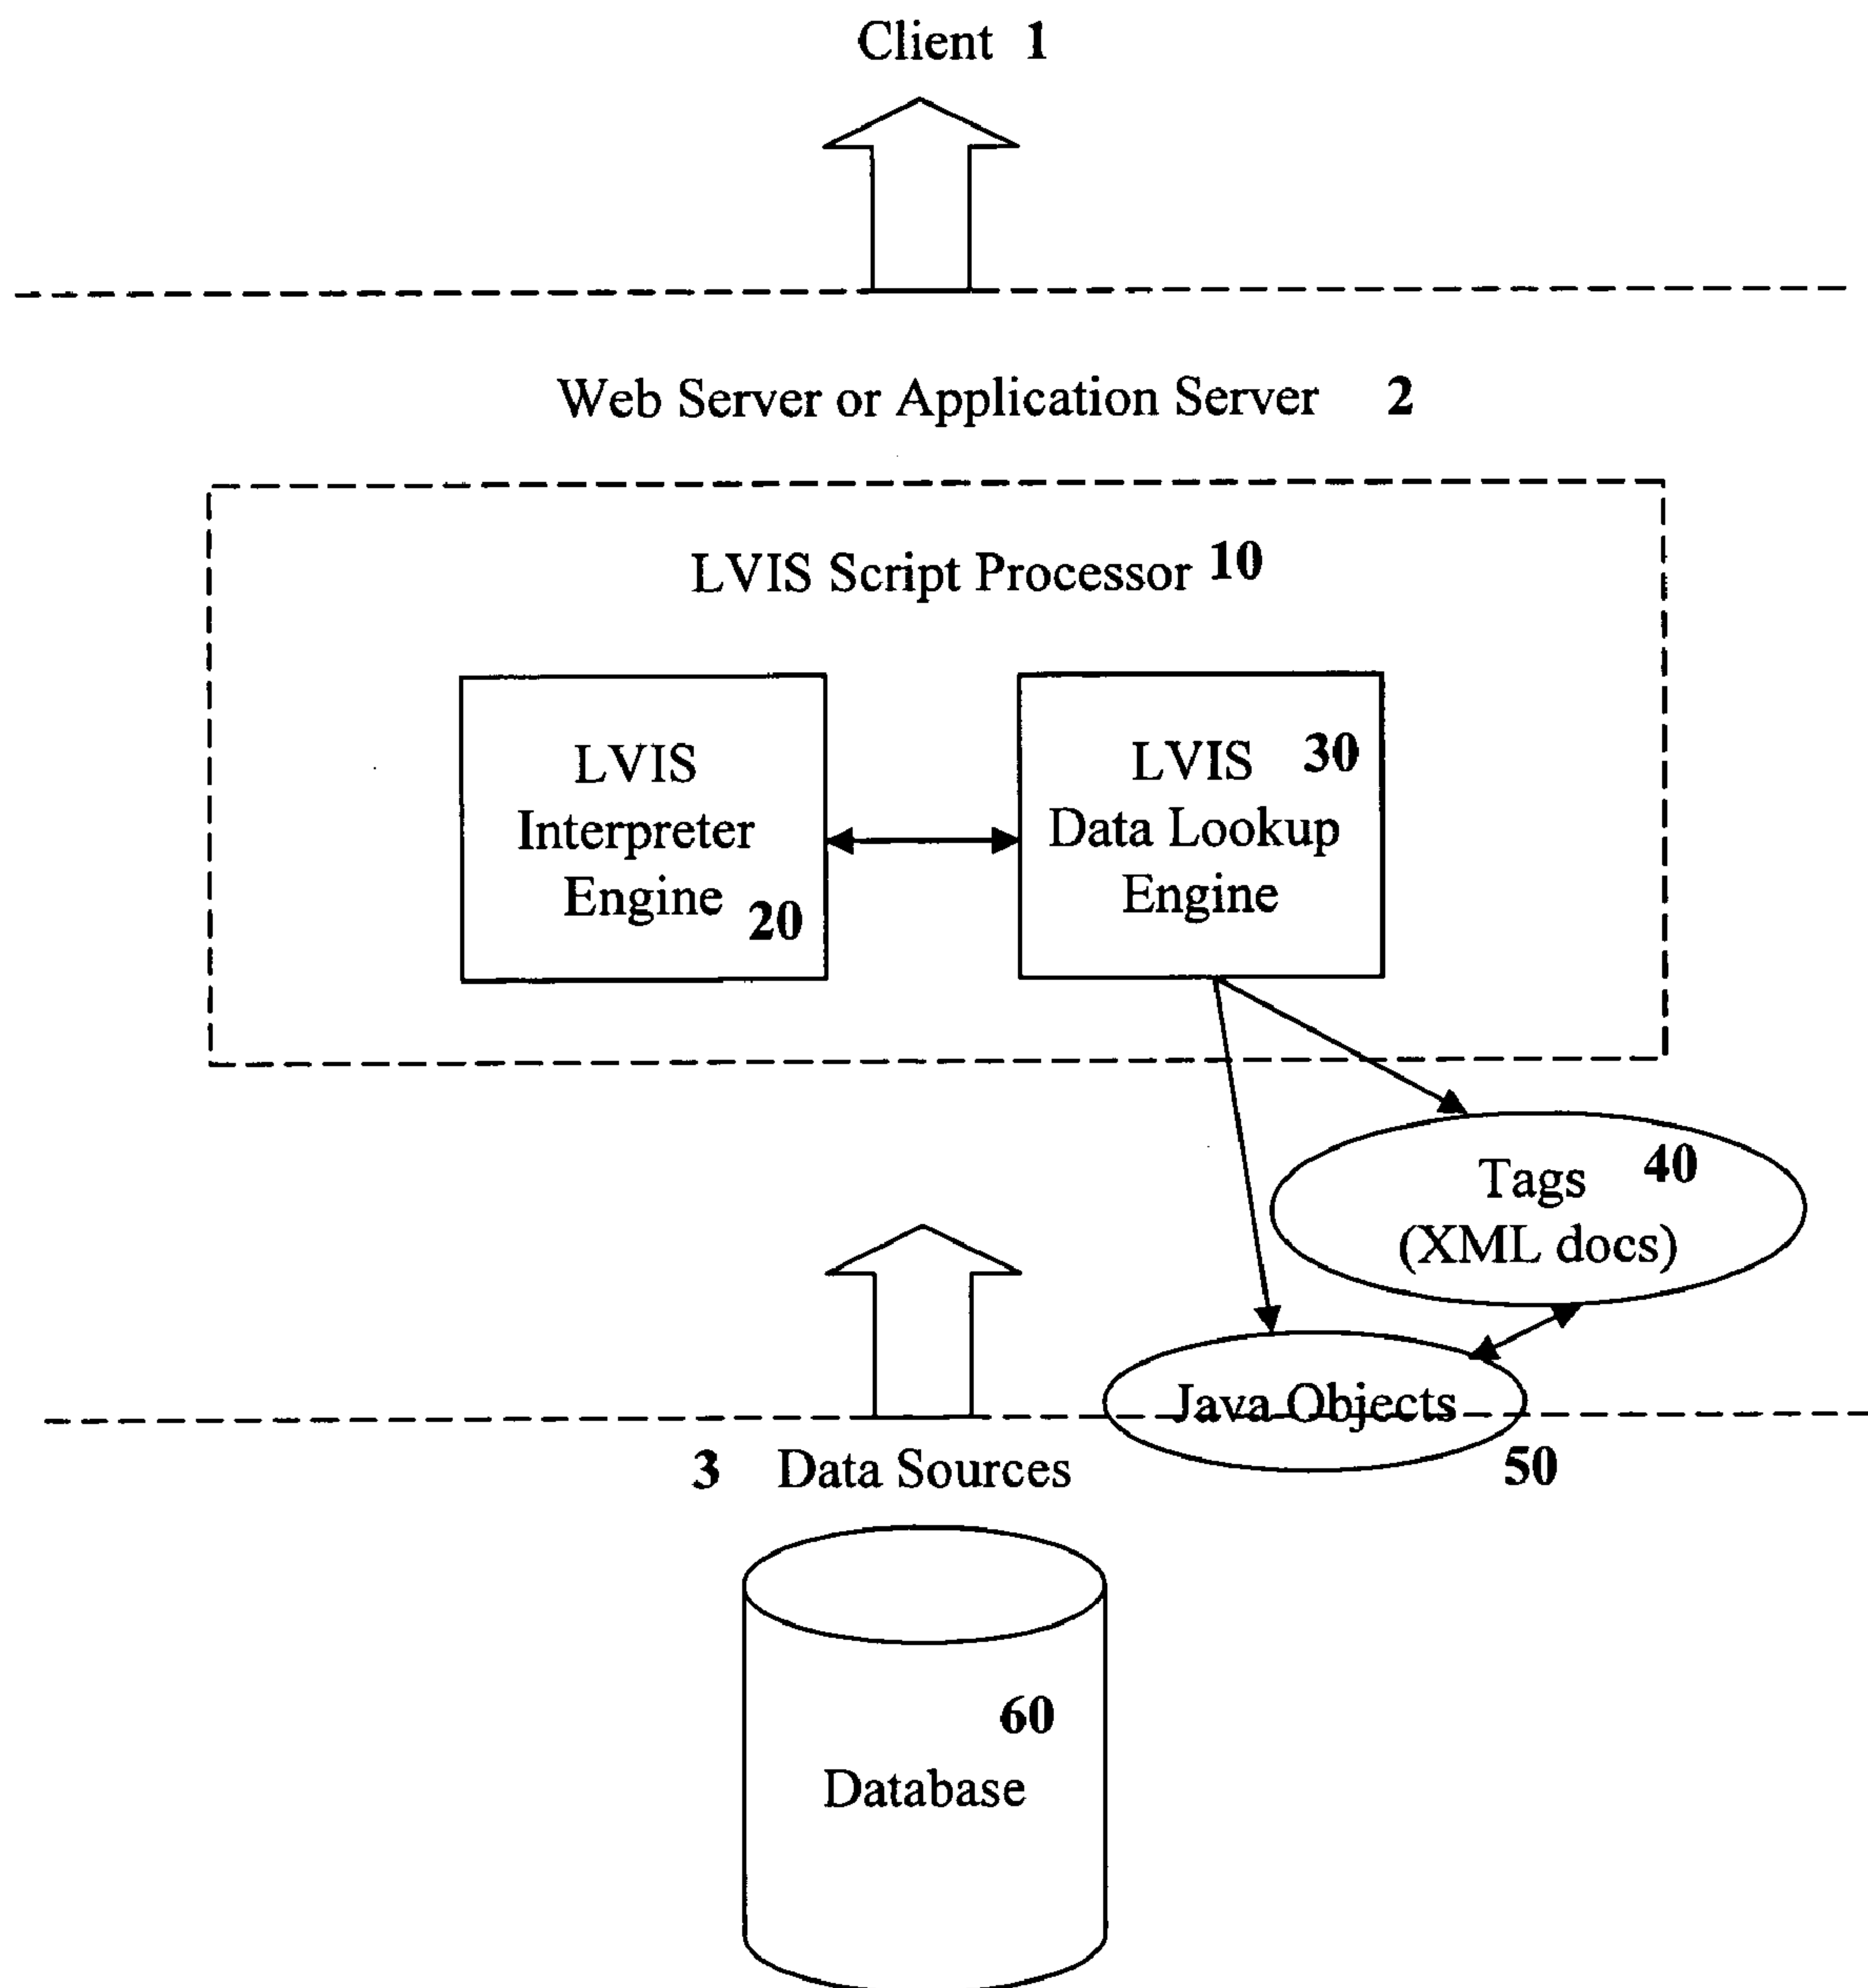 Client 1
Web Server or Application Server 2
LVIS Script Processor 10
LVIS
Interpreter
Engine 20
LVIS 30
Data Lookup
Engine
Tags 40
(XML docs)
Java Objects
50
3 Data Sources
60
Database